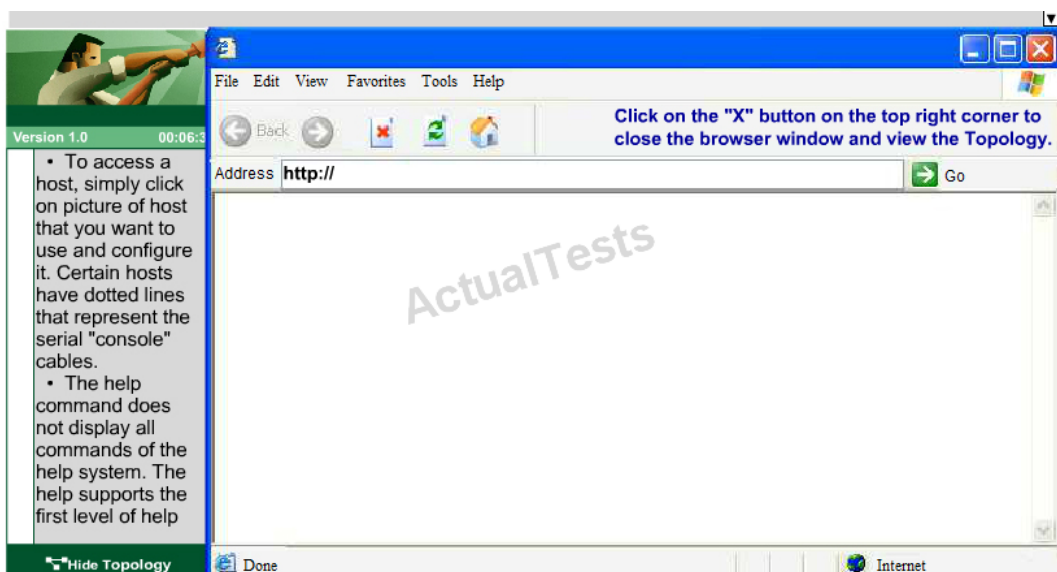 File Edit View Favorites Tools Help
Back
Click on the "X" button on the top right corner to
close the browser window and view the Topology.
Address http://
Go
Version 1.0 00:06:3
• To access a
host, simply click
on picture of host
that you want to
use and configure
it. Certain hosts
have dotted lines
that represent the
serial "console"
cables.
• The help
command does
not display all
commands of the
help system. The
help supports the
first level of help
Hide Topology
ActualTests
Done
Internet